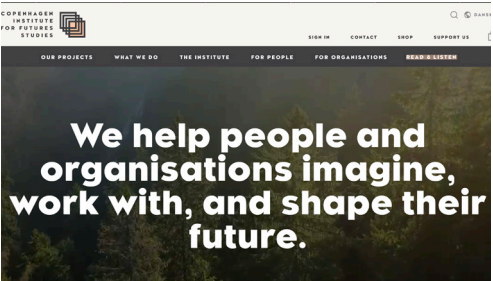 COPENHAGEN
INSTITUTE
FOR FUTURES
STUDIES
DANSK
SIGN IN CONTACT SHOP SUPPORT US
OUR PROJECTS WHAT WE DO THE INSTITUTE FOR PEOPLE FOR ORGANISATIONS READ & LISTEN
We help people and
organisations imagine,
work with, and shape their
future.